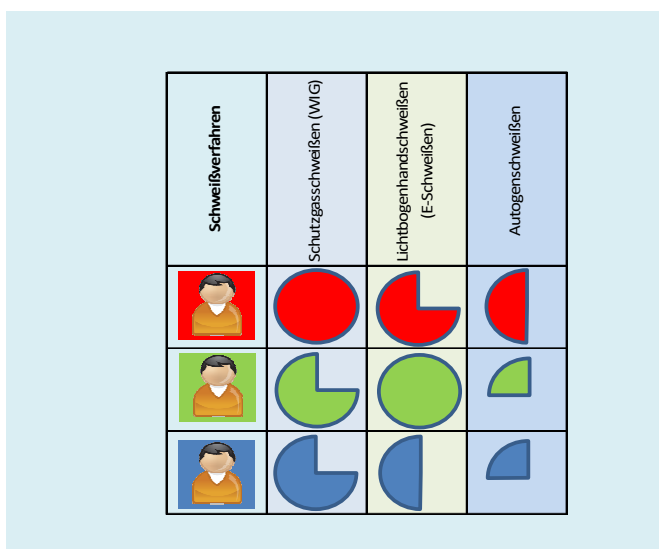 Schweißverfahren
Schutzgasschweißen (WIG)
Lichtbogenhandschweißen
(E-Schweißen)
Autogenschweißen